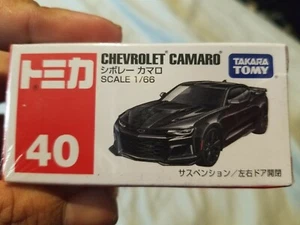 トミカ
40
CHEVROLET CAMARO
シボレー カマロ
SCALE 1/66
TAKARA
TOMY
サスペンション/左右ドア開閉